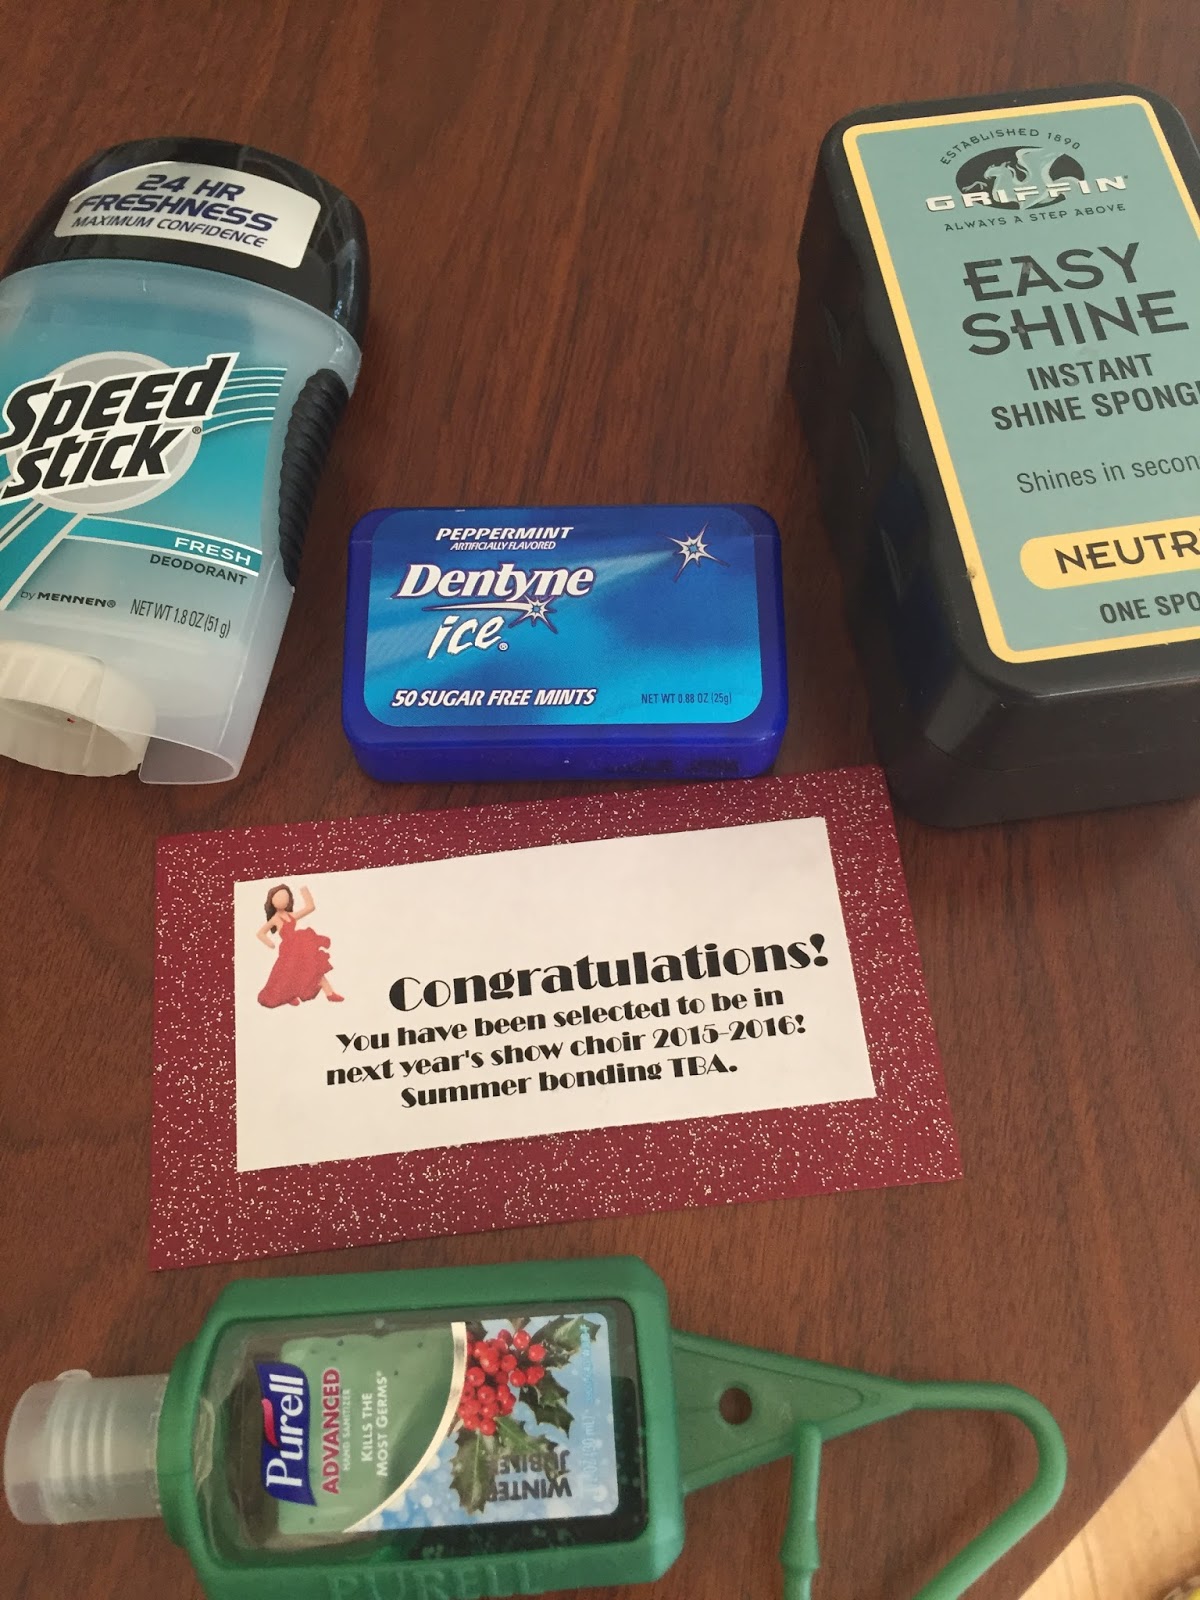 24 HR
FRESHNESS
MAXIMUM CONFIDENCE
Speed
stick®
FRESH
DEODORANT
by MENNEN®
NET WT 1.8 OZ (51 g)
ESTABLISHED 1890
GRIFFIN
ALWAYS A STEP ABOVE
EASY
SHINE
INSTANT
SHINE SPONG
Shines in secon
NEUTR
ONE SPO
PEPPERMINT
ARTIFICIALLY FLAVORED
Dentyne
ice®
50 SUGAR FREE MINTS
NET WT 0.88 OZ (25g)
Congratulations!
You have been selected to be in
next year's show choir 2015-2016!
Summer bonding TBA.
Purell
ADVANCED
HAND SANITIZER
KILLS THE
MOST GERMS
WINTER
PURELL